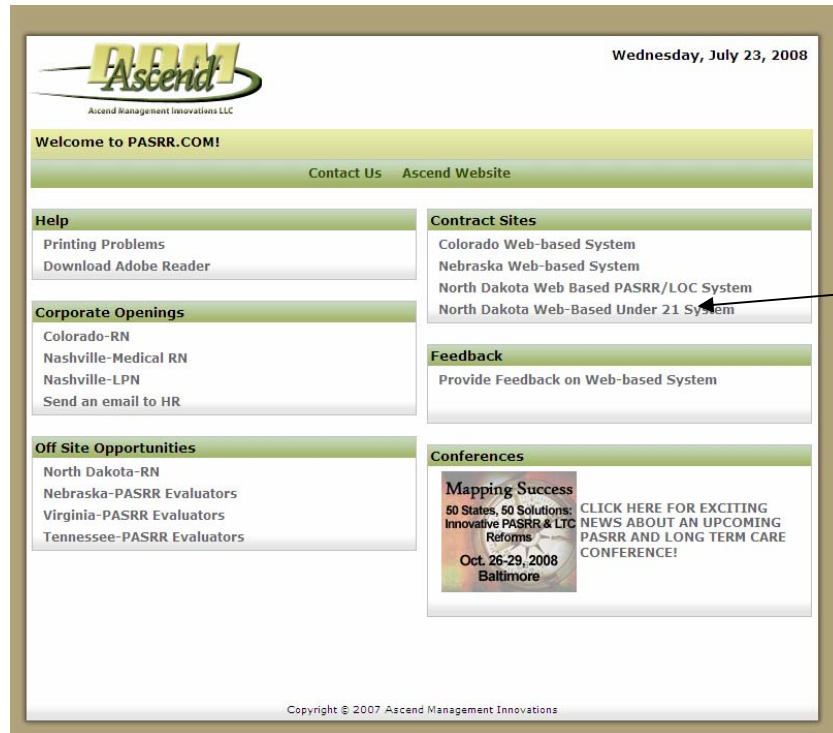 DDM
Ascend
Ascend Management Innovations LLC
Wednesday, July 23, 2008
Welcome to PASRR.COM!
Contact Us Ascend Website
Help
Printing Problems
Download Adobe Reader
Corporate Openings
Colorado-RN
Nashville-Medical RN
Nashville-LPN
Send an email to HR
Off Site Opportunities
North Dakota-RN
Nebraska-PASRR Evaluators
Virginia-PASRR Evaluators
Tennessee-PASRR Evaluators
Contract Sites
Colorado Web-based System
Nebraska Web-based System
North Dakota Web Based PASRR/LOC System
North Dakota Web-Based Under 21 System
Feedback
Provide Feedback on Web-based System
Conferences
Mapping Success
50 States, 50 Solutions:
Innovative PASRR & LTC
Reforms
Oct. 26-29, 2008
Baltimore
CLICK HERE FOR EXCITING
NEWS ABOUT AN UPCOMING
PASRR AND LONG TERM CARE
CONFERENCE!
Copyright © 2007 Ascend Management Innovations